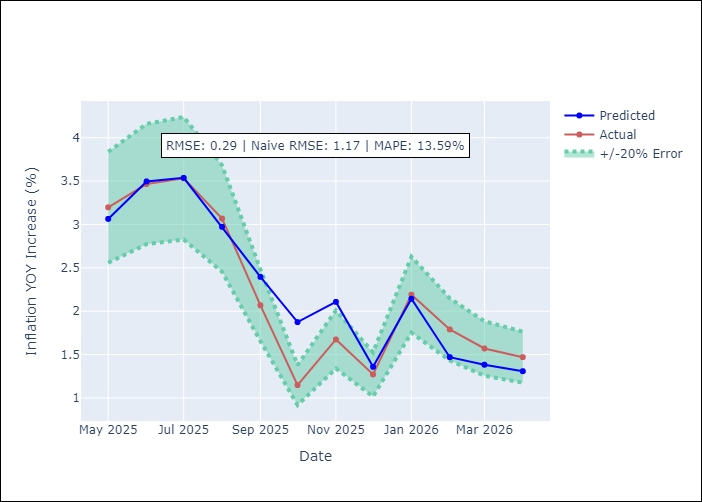 RMSE: 0.29 | Naive RMSE: 1.17 | MAPE: 13.59%
Predicted
Actual
+/-20% Error
Inflation YOY Increase (%)
4
3.5
3
2.5
2
1.5
1
May 2025 Jul 2025 Sep 2025 Nov 2025 Jan 2026 Mar 2026
Date